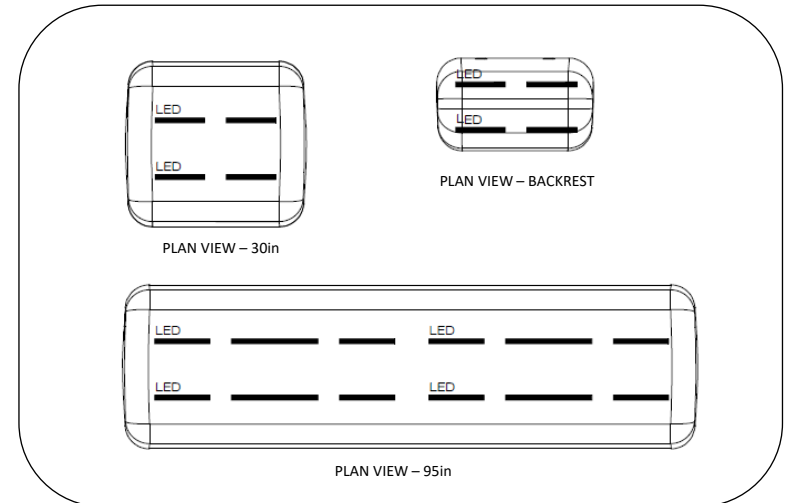 LED
LED
PLAN VIEW – 30in
LED
LED
PLAN VIEW – BACKREST
LED LED
LED LED
PLAN VIEW – 95in